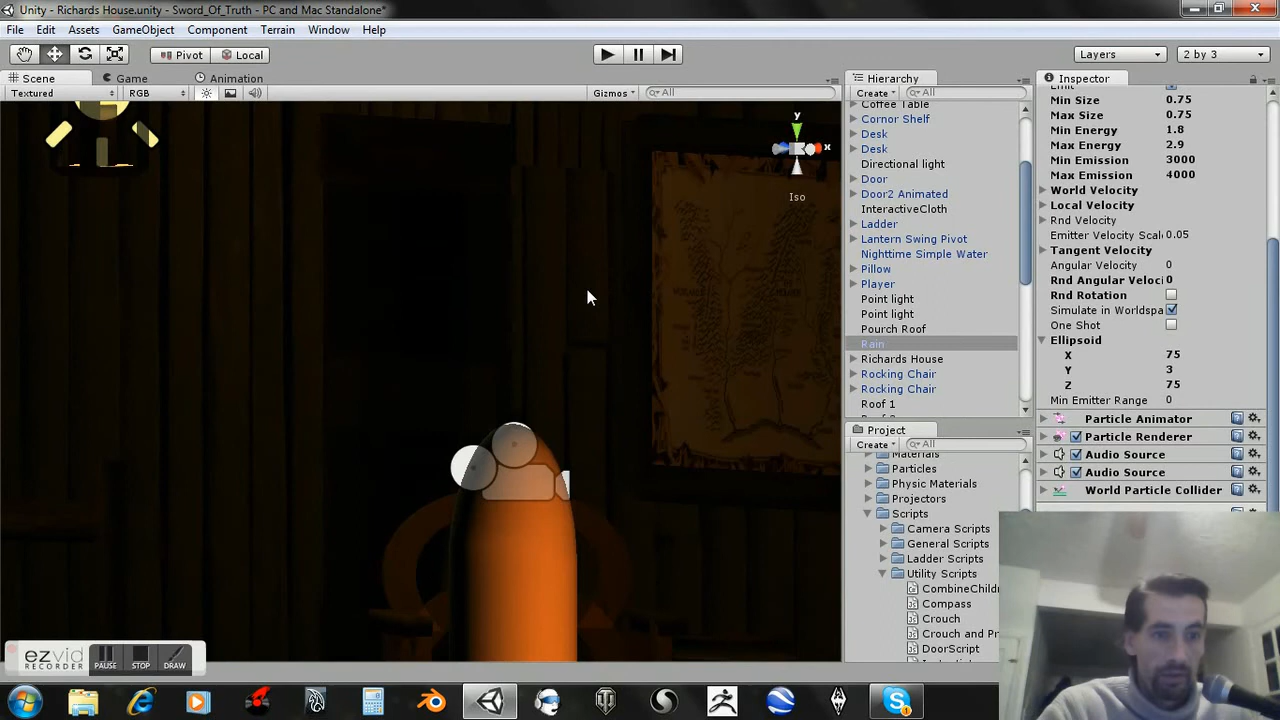 Unity - Richards House.unity - Sword_Of_Truth - PC and Mac Standalone*
File Edit Assets GameObject Component Terrain Window Help
Pivot Local Layers 2 by 3
Scene Game Animation
Textured RGB Gizmos All
y
x
Iso
Hierarchy
Create All
Coffee Table
Cornor Shelf
Desk
Desk
Directional light
Door
Door2 Animated
InteractiveCloth
Ladder
Lantern Swing Pivot
Nighttime Simple Water
Pillow
Player
Point light
Point light
Pourch Roof
Rain
Richards House
Rocking Chair
Rocking Chair
Roof 1
Project
Create All
Materials
Particles
Physic Materials
Projectors
Scripts
Camera Scripts
General Scripts
Ladder Scripts
Utility Scripts
CombineChildr
Compass
Crouch
Crouch and Pr
DoorScript
Inspector
Emit
Min Size 0.75
Max Size 0.75
Min Energy 1.8
Max Energy 2.9
Min Emission 3000
Max Emission 4000
World Velocity
Local Velocity
Rnd Velocity
Emitter Velocity Scal 0.05
Tangent Velocity
Angular Velocity 0
Rnd Angular Veloci 0
Rnd Rotation
Simulate in Worldspa
One Shot
Ellipsoid
X 75
Y 3
Z 75
Min Emitter Range 0
Particle Animator
Particle Renderer
Audio Source
Audio Source
World Particle Collider
ezvid
RECORDER
PAUSE STOP DRAW